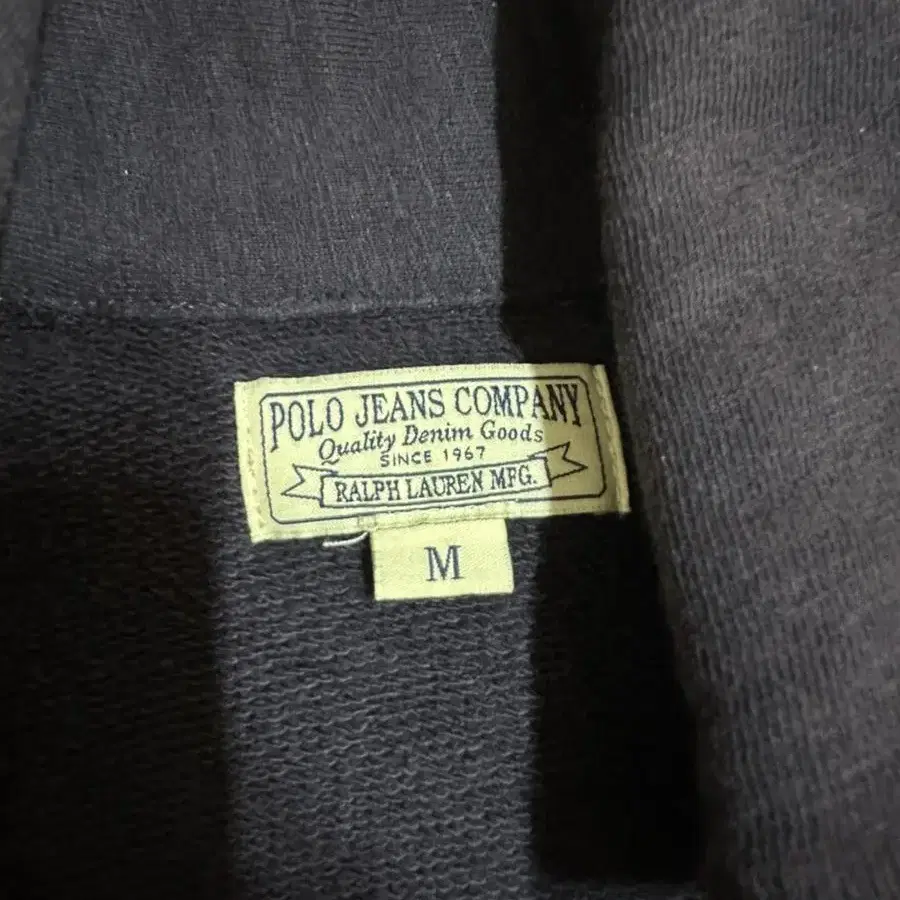 POLO JEANS COMPANY
Quality Denim Goods
SINCE 1967
RALPH LAUREN MFG.
M